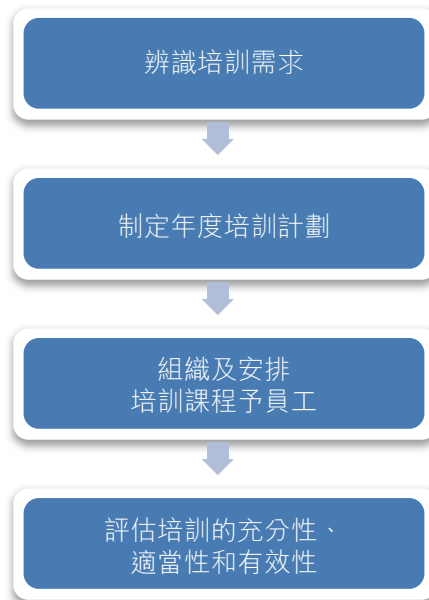 辨識培訓需求
制定年度培訓計劃
組織及安排
培訓課程予員工
評估培訓的充分性、
適當性和有效性